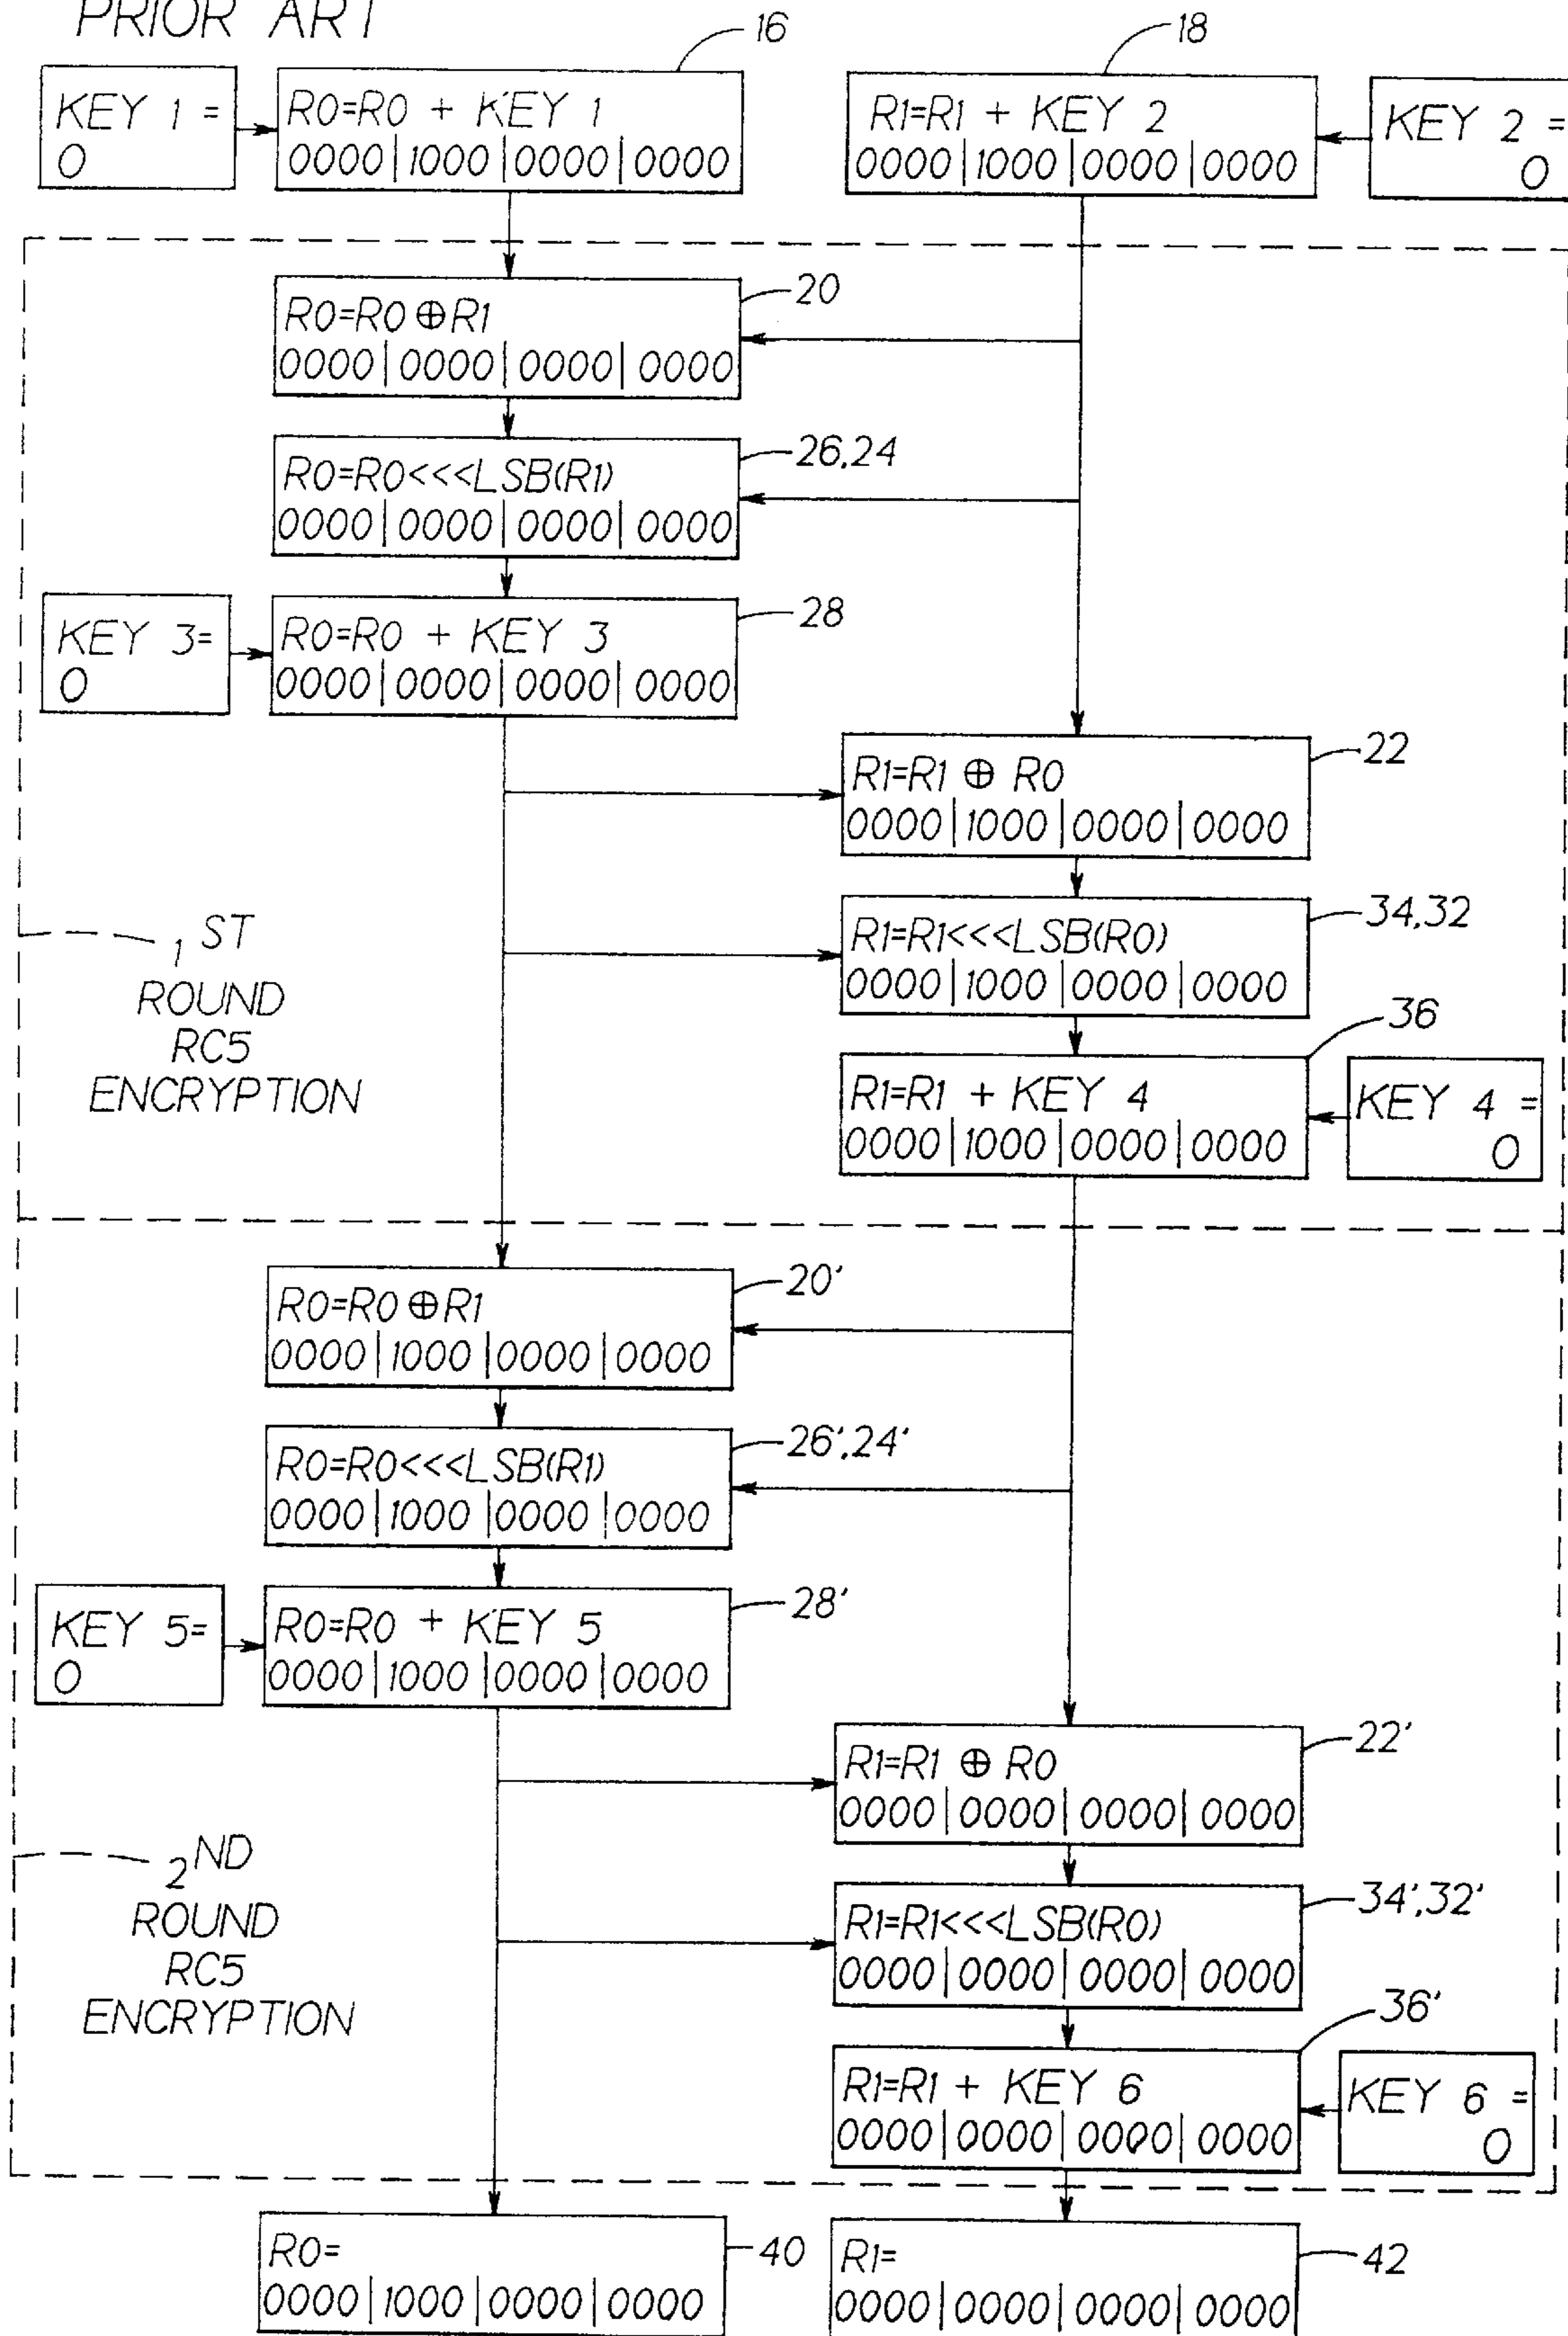 PRIOR ART
16
18
KEY 1 =
0
R0=R0 + KEY 1
0000|1000|0000|0000
R1=R1 + KEY 2
0000|1000|0000|0000
KEY 2 =
0
R0=R0⊕R1
0000|0000|0000|0000
20
R0=R0<<<LSB(R1)
0000|0000|0000|0000
26,24
KEY 3=
0
R0=R0 + KEY 3
0000|0000|0000|0000
28
R1=R1 ⊕ R0
0000|1000|0000|0000
22
R1=R1<<<LSB(R0)
0000|1000|0000|0000
34,32
1 ST
ROUND
RC5
ENCRYPTION
36
R1=R1 + KEY 4
0000|1000|0000|0000
KEY 4 =
0
R0=R0⊕R1
0000|1000|0000|0000
20'
R0=R0<<<LSB(R1)
0000|1000|0000|0000
26',24'
KEY 5=
0
R0=R0 + KEY 5
0000|1000|0000|0000
28'
R1=R1 ⊕ R0
0000|0000|0000|0000
22'
2 ND
ROUND
RC5
ENCRYPTION
R1=R1<<<LSB(R0)
0000|0000|0000|0000
34',32'
36'
R1=R1 + KEY 6
0000|0000|0000|0000
KEY 6 =
0
R0=
0000|1000|0000|0000
40
R1=
0000|0000|0000|0000
42